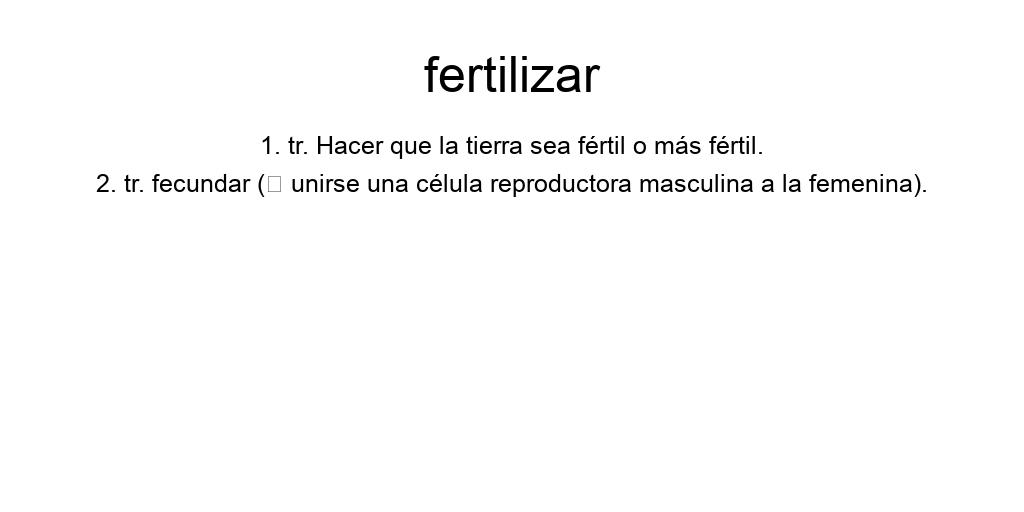 fertilizar
1. tr. Hacer que la tierra sea fértil o más fértil.
2. tr. fecundar (□ unirse una célula reproductora masculina a la femenina).